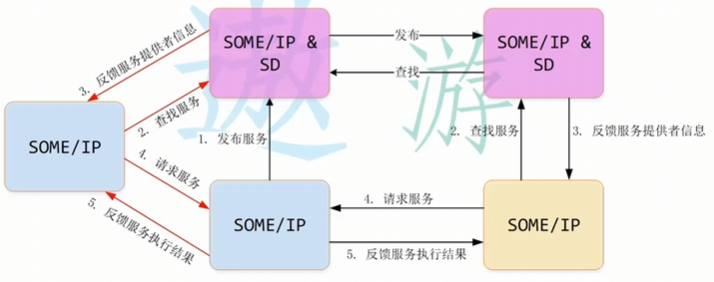 SOME/IP &
SD
发布
查找
SOME/IP &
SD
3. 反馈服务提供者信息
2. 查找服务
1. 发布服务
2. 查找服务
3. 反馈服务提供者信息
SOME/IP
4. 请求服务
5. 反馈服务执行结果
SOME/IP
4. 请求服务
5. 反馈服务执行结果
SOME/IP
遨游